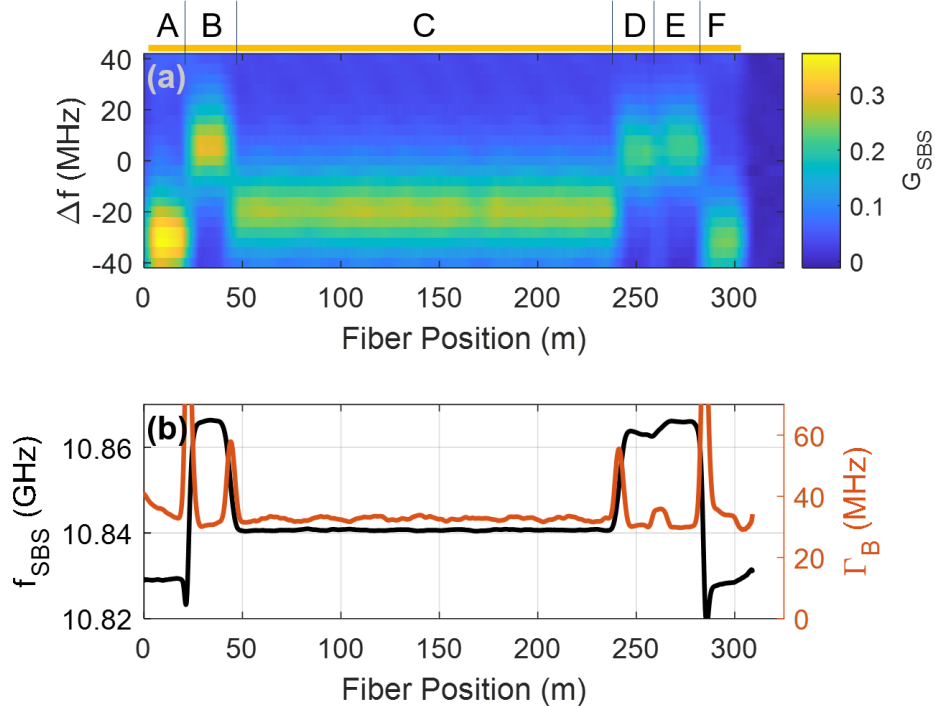 A B C D E F
(a)
40
20
0
-20
-40
Δf (MHz)
0 50 100 150 200 250 300
Fiber Position (m)
0.3
0.2
0.1
0
G_SBS
(b)
10.86
10.84
10.82
f_SBS (GHz)
60
40
20
0
Γ_B (MHz)
0 50 100 150 200 250 300
Fiber Position (m)